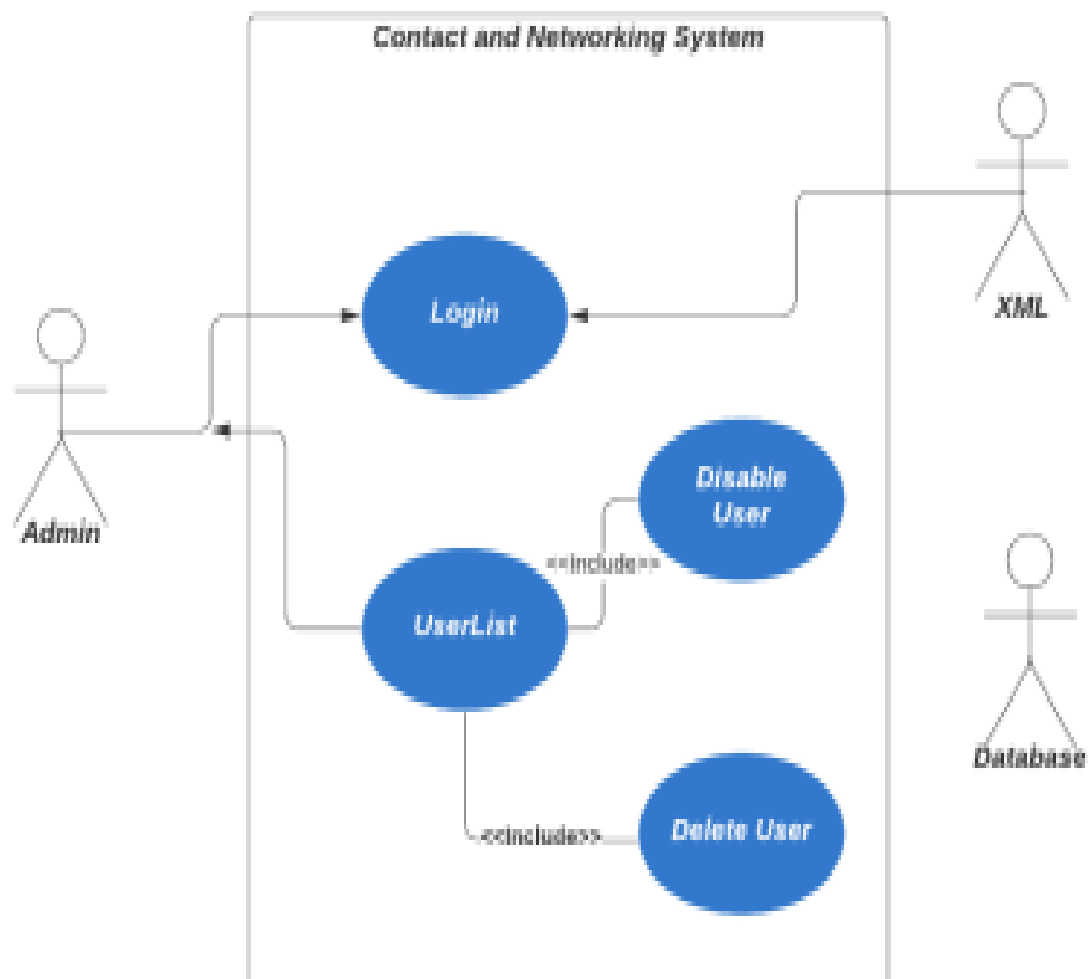 Contact and Networking System
XML
Login
Admin
Disable
User
<<include>>
UserList
Database
Delete User
<<include>>